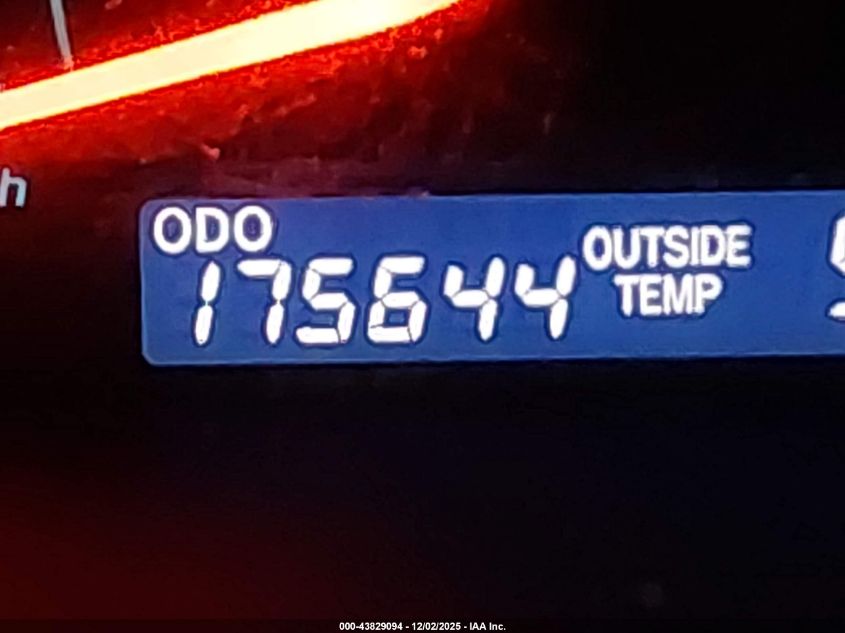 h
ODO
175644
OUTSIDE
TEMP
000-43829094 - 12/02/2025 - IAA Inc.